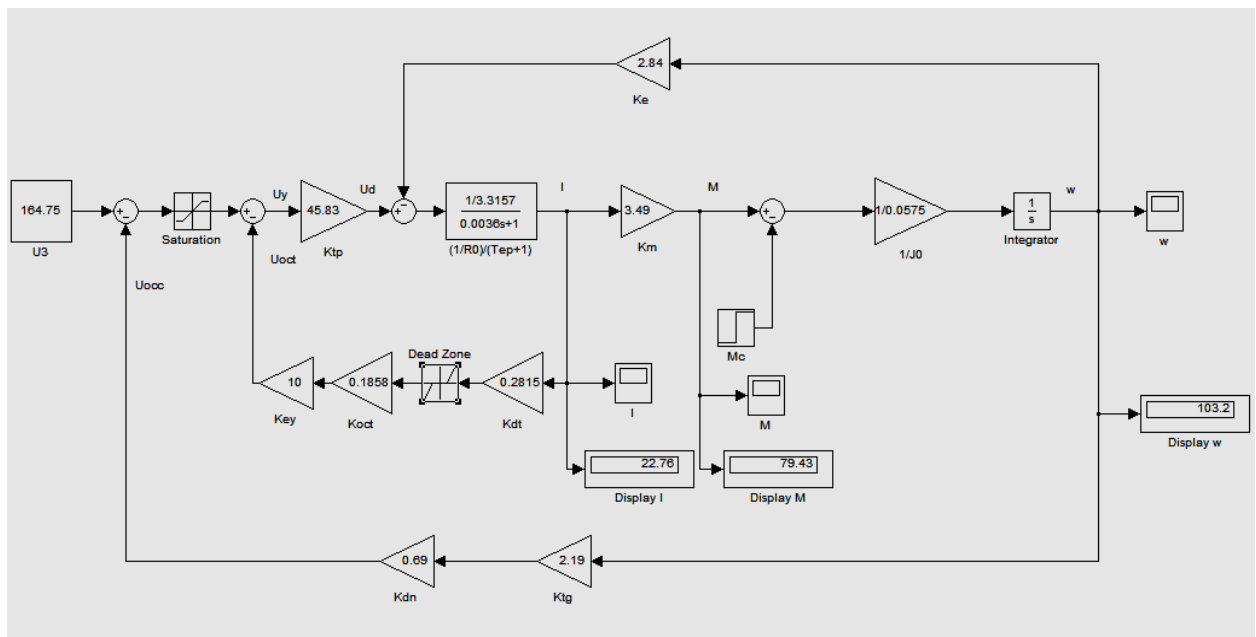 2.84
Ke
164.75
U3
Saturation
Uy
45.83
Ktp
Ud
1/3.3157
0.0036s+1
(1/R0)/(Tep+1)
I
3.49
Km
M
1/0.0575
1/J0
1
s
Integrator
w
w
Uoct
Uocc
10
Key
0.1858
Koct
Dead Zone
0.2815
Kdt
I
Mc
M
22.76
Display I
79.43
Display M
103.2
Display w
0.69
Kdn
2.19
Ktg